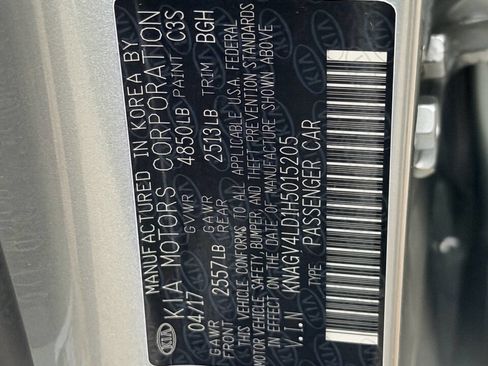 MANUFACTURED IN KOREA BY
KIA MOTORS CORPORATION
04/17 GVWR 4850LB PAINT C3S
GAWR FRONT 2557LB GAWR REAR 2513LB TRIM BGH
THIS VEHICLE CONFORMS TO ALL APPLICABLE U.S.A. FEDERAL
MOTOR VEHICLE SAFETY, BUMPER, AND THEFT PREVENTION STANDARDS
IN EFFECT ON THE DATE OF MANUFACTURE SHOWN ABOVE
V.I.N KNAGV4LD1H5015205
TYPE PASSENGER CAR
KIA